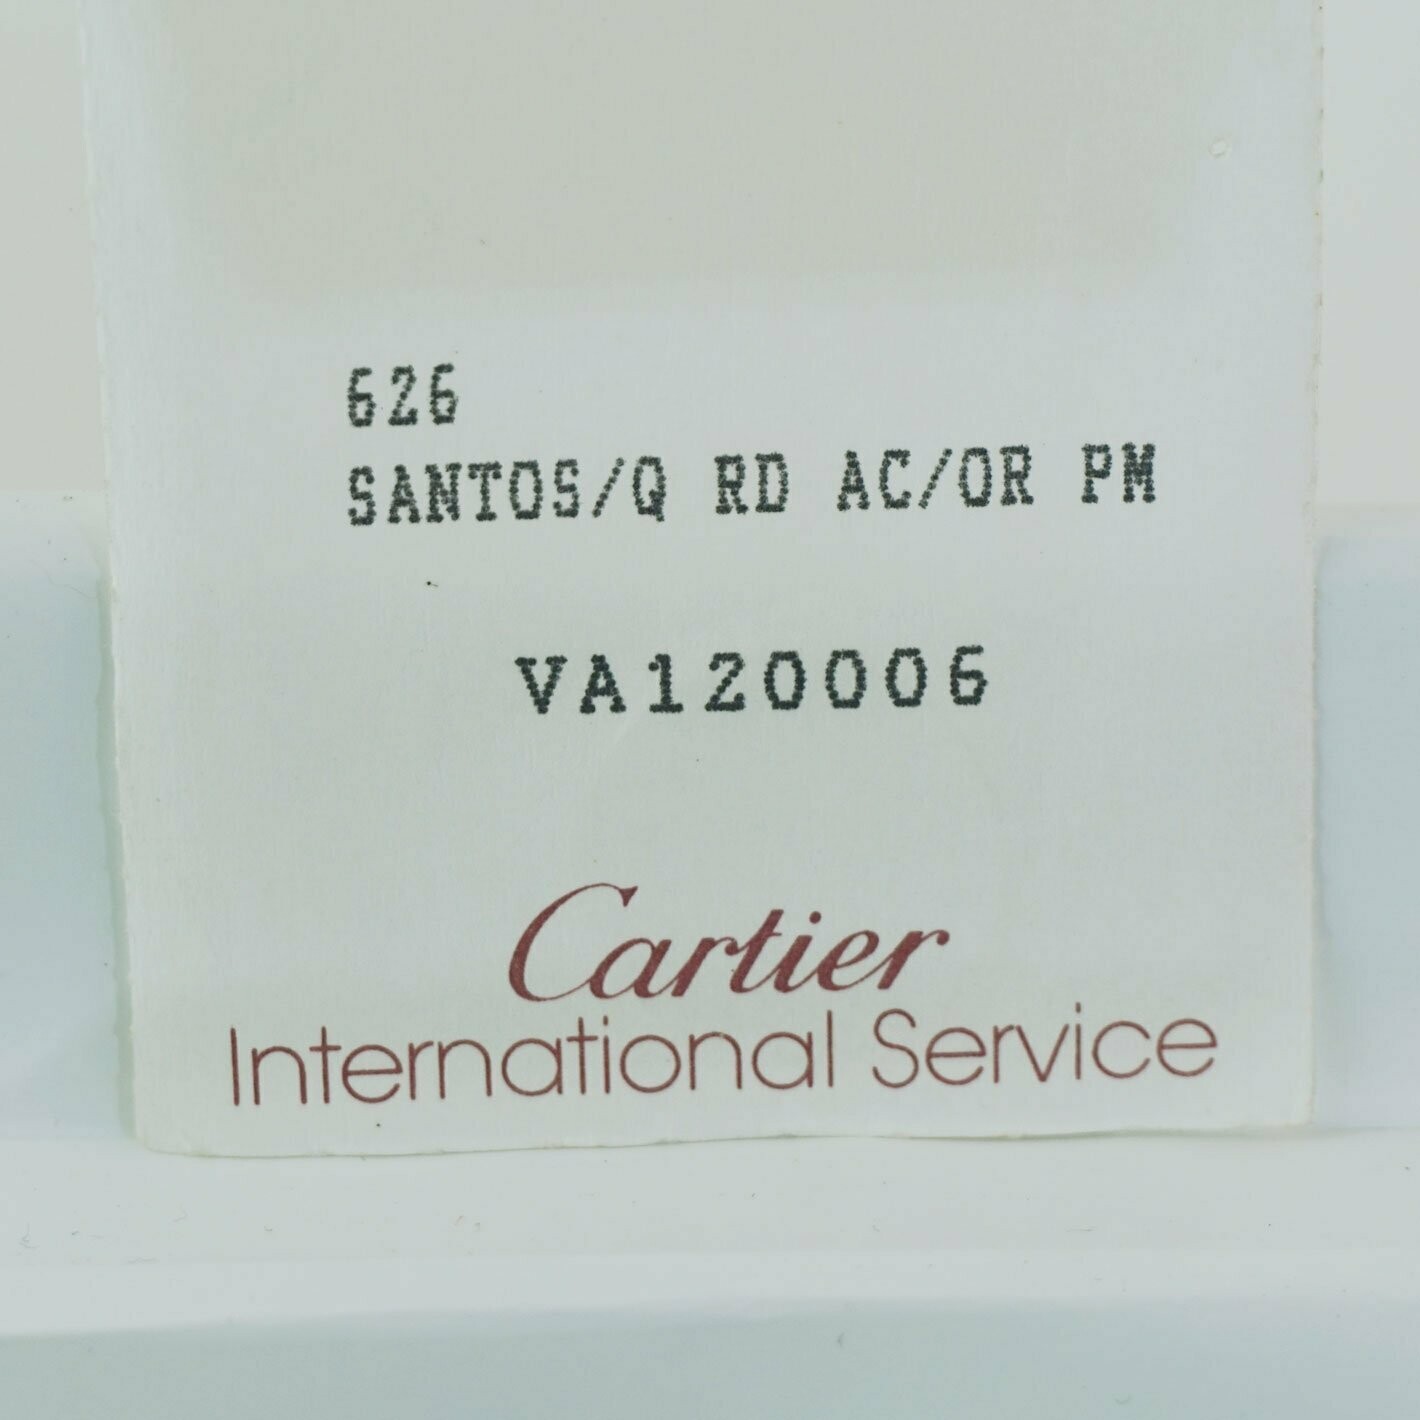 626
SANTOS/Q RD AC/OR PM
VA120006
Cartier
International Service